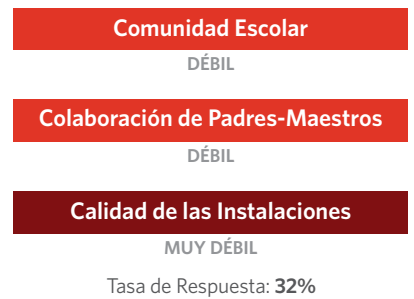 Comunidad Escolar
DÉBIL
Colaboración de Padres-Maestros
DÉBIL
Calidad de las Instalaciones
MUY DÉBIL
Tasa de Respuesta: 32%